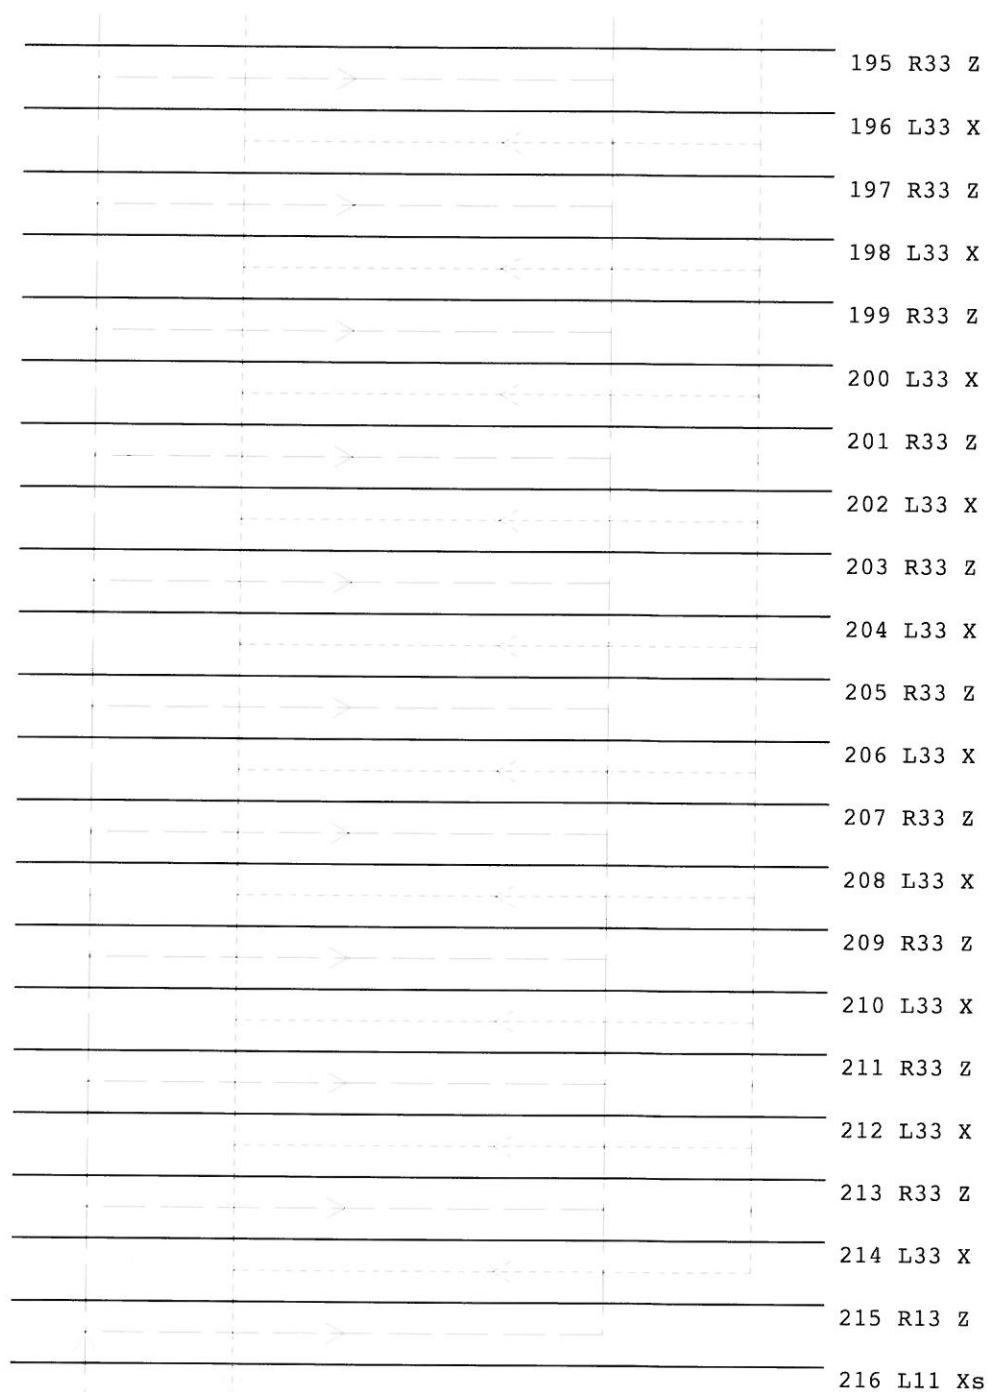 195 R33 Z
196 L33 X
197 R33 Z
198 L33 X
199 R33 Z
200 L33 X
201 R33 Z
202 L33 X
203 R33 Z
204 L33 X
205 R33 Z
206 L33 X
207 R33 Z
208 L33 X
209 R33 Z
210 L33 X
211 R33 Z
212 L33 X
213 R33 Z
214 L33 X
215 R13 Z
216 L11 Xs